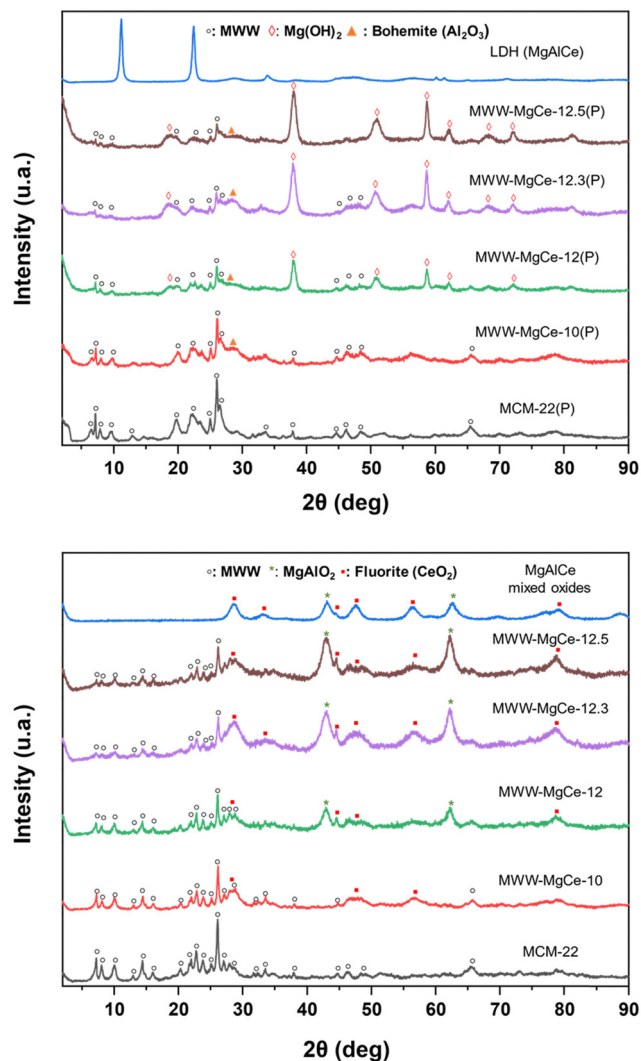 ○: MWW ◊: Mg(OH)₂ ▲: Bohemite (Al₂O₃)
LDH (MgAlCe)
MWW-MgCe-12.5(P)
MWW-MgCe-12.3(P)
MWW-MgCe-12(P)
MWW-MgCe-10(P)
MCM-22(P)
Intensity (u.a.)
10 20 30 40 50 60 70 80 90
2θ (deg)
○: MWW *: MgAlO₂ ▪: Fluorite (CeO₂)
MgAlCe
mixed oxides
MWW-MgCe-12.5
MWW-MgCe-12.3
MWW-MgCe-12
MWW-MgCe-10
MCM-22
Intesity (u.a.)
10 20 30 40 50 60 70 80 90
2θ (deg)